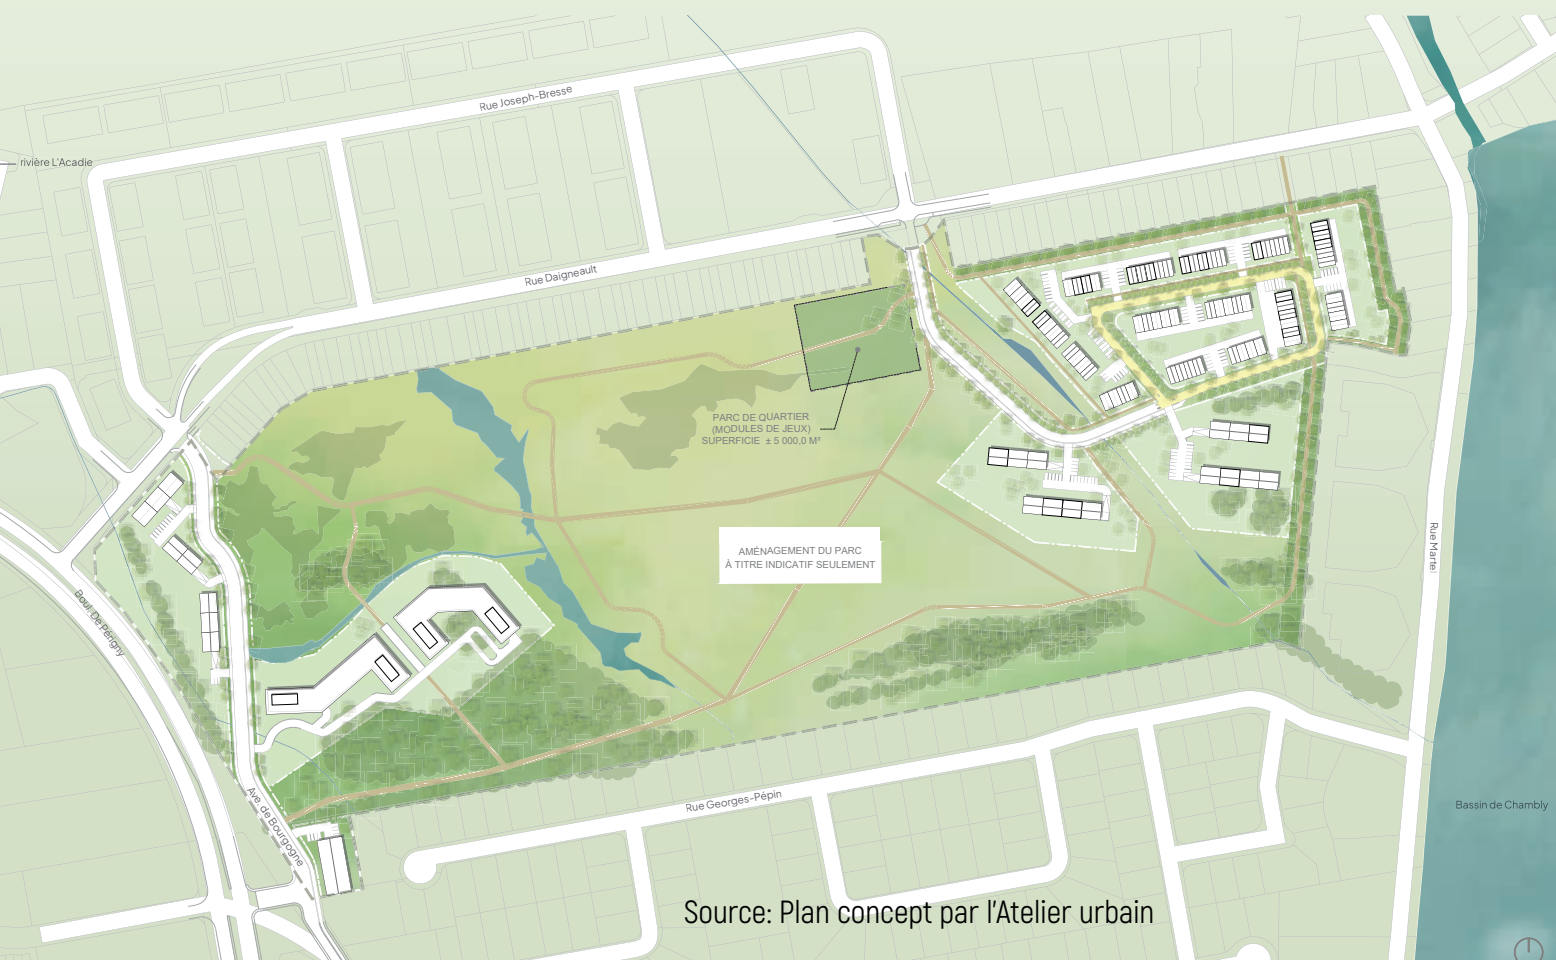 Rue Joseph-Bresse
rivière L'Acadie
Rue Daigneault
PARC DE QUARTIER
(MODULES DE JEUX)
SUPERFICIE ± 5 000,0 M²
AMÉNAGEMENT DU PARC
À TITRE INDICATIF SEULEMENT
Rue Martel
Boul. De Périgny
Ave. de Bourgogne
Rue Georges-Pépin
Bassin de Chambly
Source: Plan concept par l'Atelier urbain